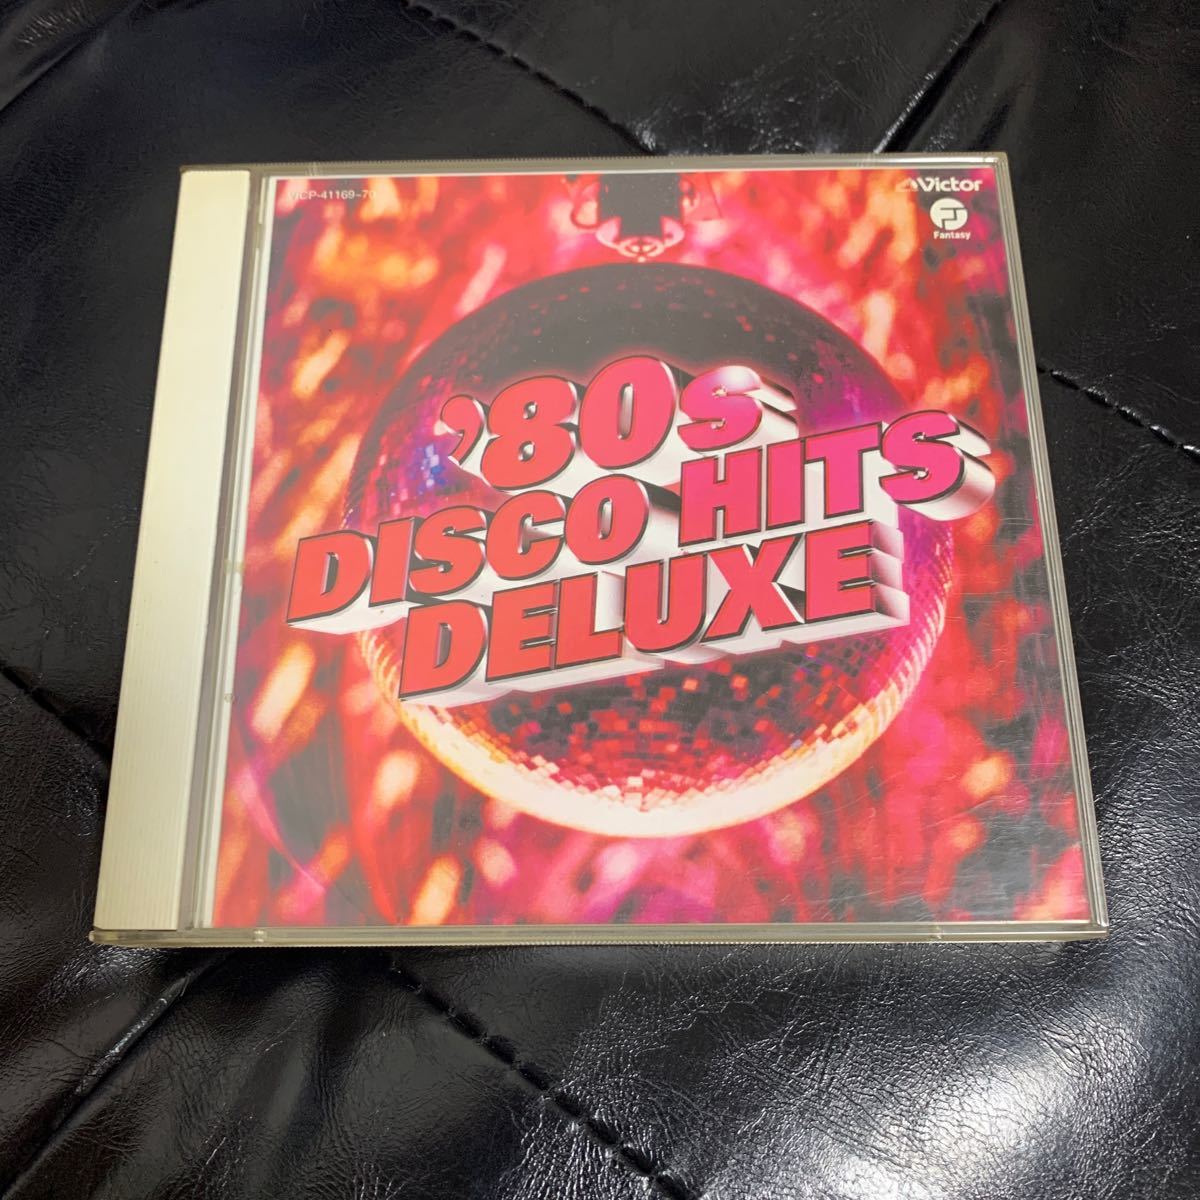 VICP-41169~70
Victor
Fantasy
'80s
DISCO HITS
DELUXE